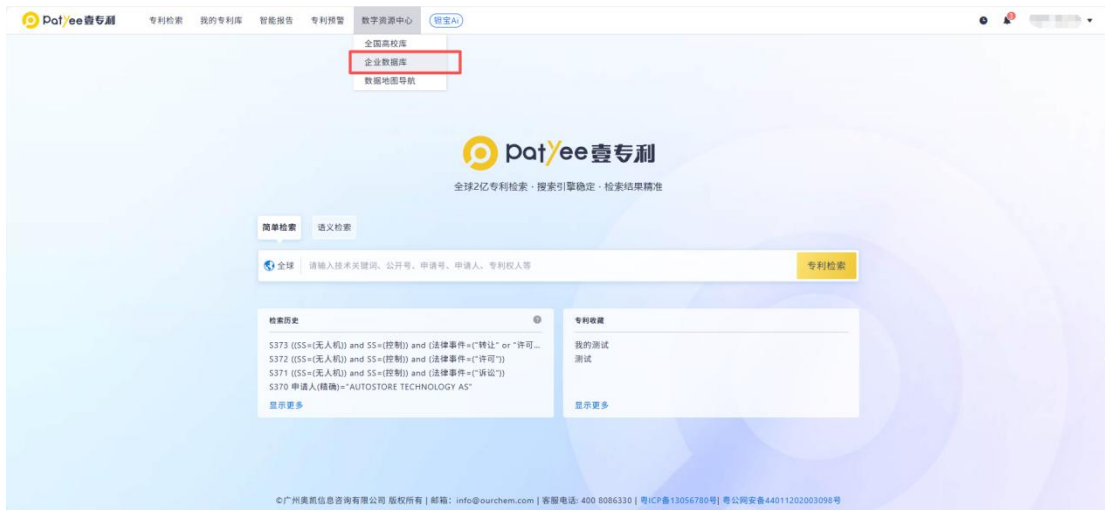 Patyee壹专利 专利检索 我的专利库 智能报告 专利预警 数字资源中心 钽宝Ai 3
全国高校库
企业数据库
数据地图导航
patyee壹专利
全球2亿专利检索 · 搜索引擎稳定 · 检索结果精准
简单检索 语义检索
全球 请输入技术关键词、公开号、申请号、申请人、专利权人等 专利检索
检索历史 专利收藏
S373 ((SS=(无人机)) and SS=(控制)) and (法律事件=("转让" or "许可... 我的测试
S372 ((SS=(无人机)) and SS=(控制)) and (法律事件=("许可")) 测试
S371 ((SS=(无人机)) and SS=(控制)) and (法律事件=("诉讼"))
S370 申请人(精确)="AUTOSTORE TECHNOLOGY AS"
显示更多 显示更多
©广州奥凯信息咨询有限公司 版权所有 | 邮箱：info@ourchem.com | 客服电话: 400 8086330 | 粤ICP备13056780号| 粤公网安备44011202003098号